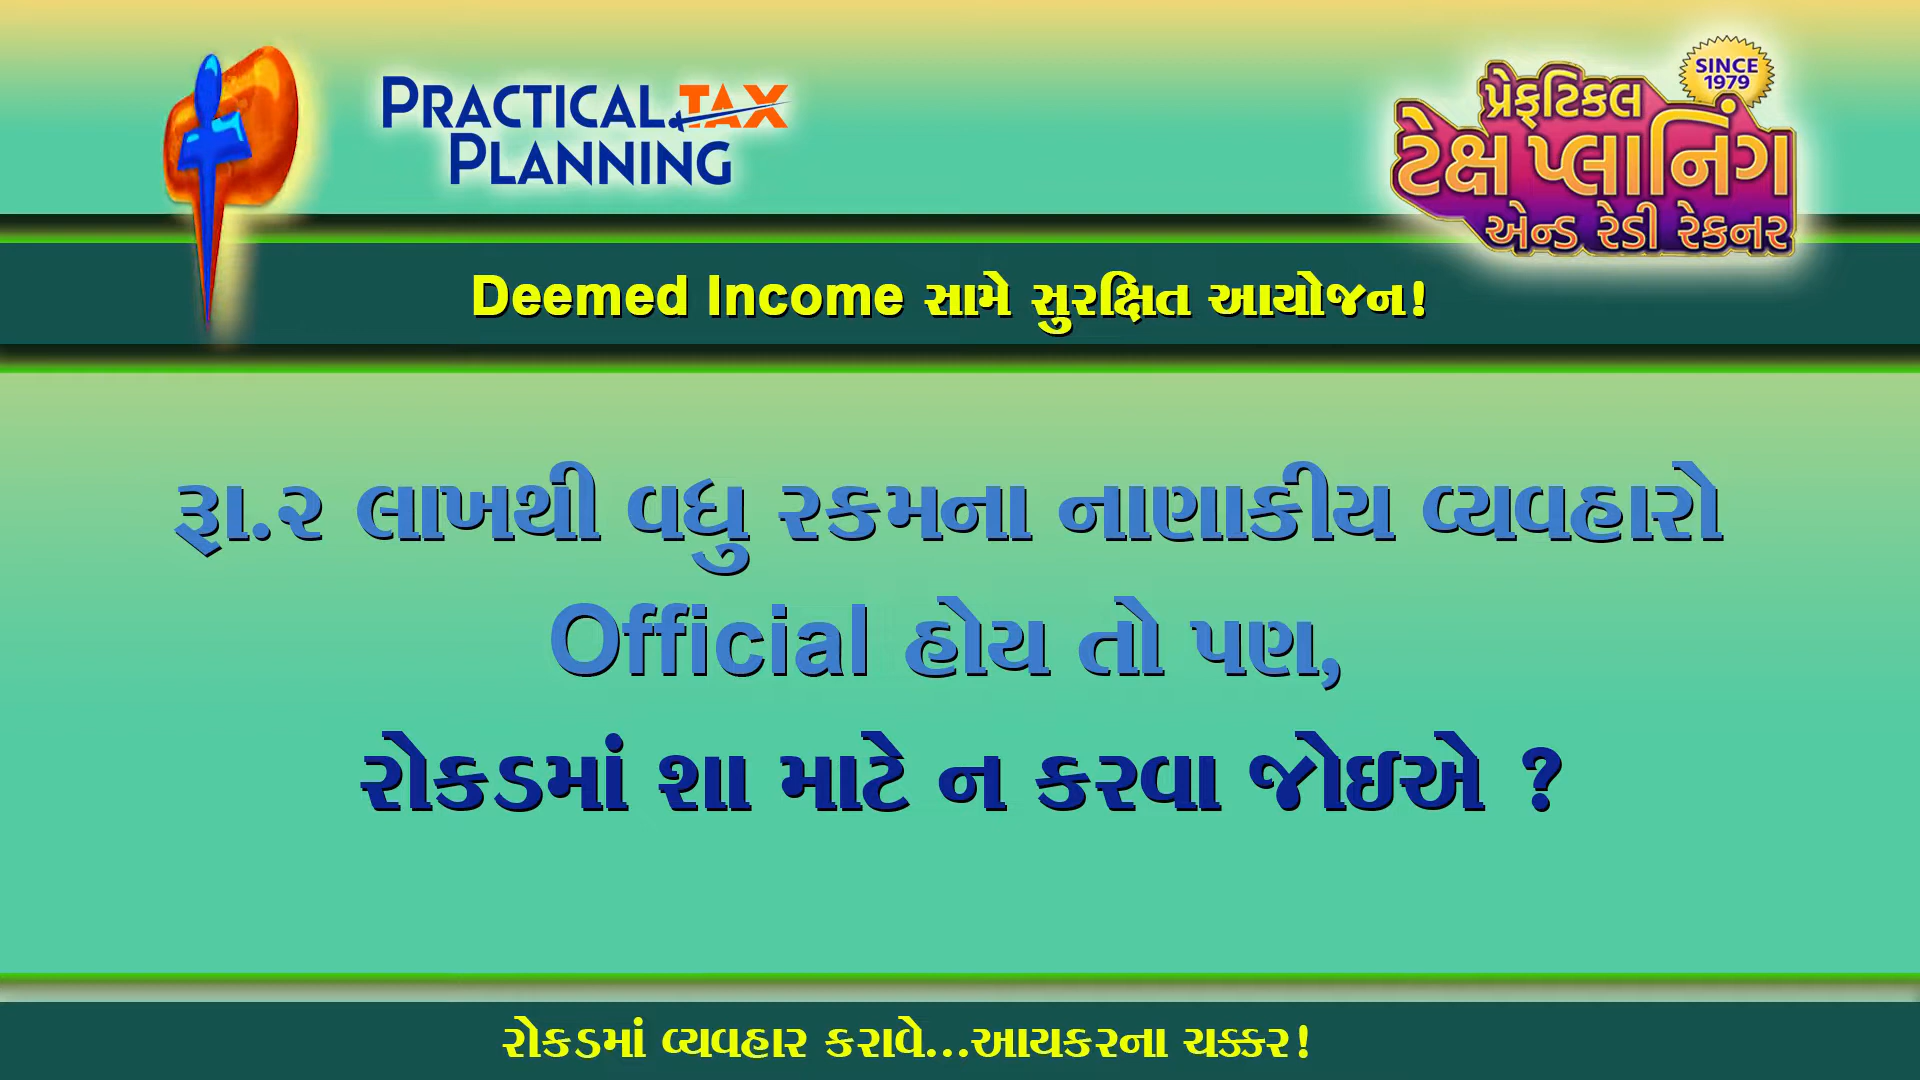 PRACTICAL TAX
PLANNING
SINCE
1979
પ્રેક્ટિકલ
ટેક્ષ પ્લાનિંગ
એન્ડ રેડી રેકનર
Deemed Income સામે સુરક્ષિત આયોજન!
રૂા.૨ લાખથી વધુ રકમના નાણાકીય વ્યવહારો
Official હોય તો પણ,
રોકડમાં શા માટે ન કરવા જોઇએ ?
રોકડમાં વ્યવહાર કરાવે...આયકરના ચક્કર!